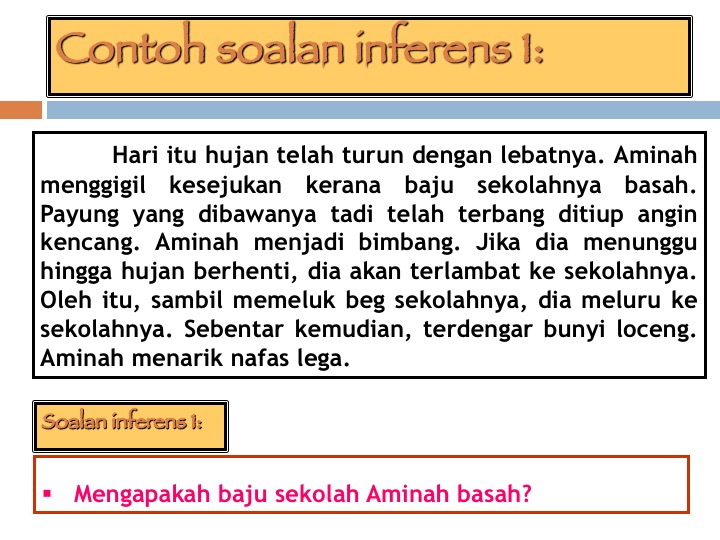 Contoh soalan inferens 1:
Hari itu hujan telah turun dengan lebatnya. Aminah
menggigil kesejukan kerana baju sekolahnya basah.
Payung yang dibawanya tadi telah terbang ditiup angin
kencang. Aminah menjadi bimbang. Jika dia menunggu
hingga hujan berhenti, dia akan terlambat ke sekolahnya.
Oleh itu, sambil memeluk beg sekolahnya, dia meluru ke
sekolahnya. Sebentar kemudian, terdengar bunyi loceng.
Aminah menarik nafas lega.
Soalan inferens 1:
▪ Mengapakah baju sekolah Aminah basah?